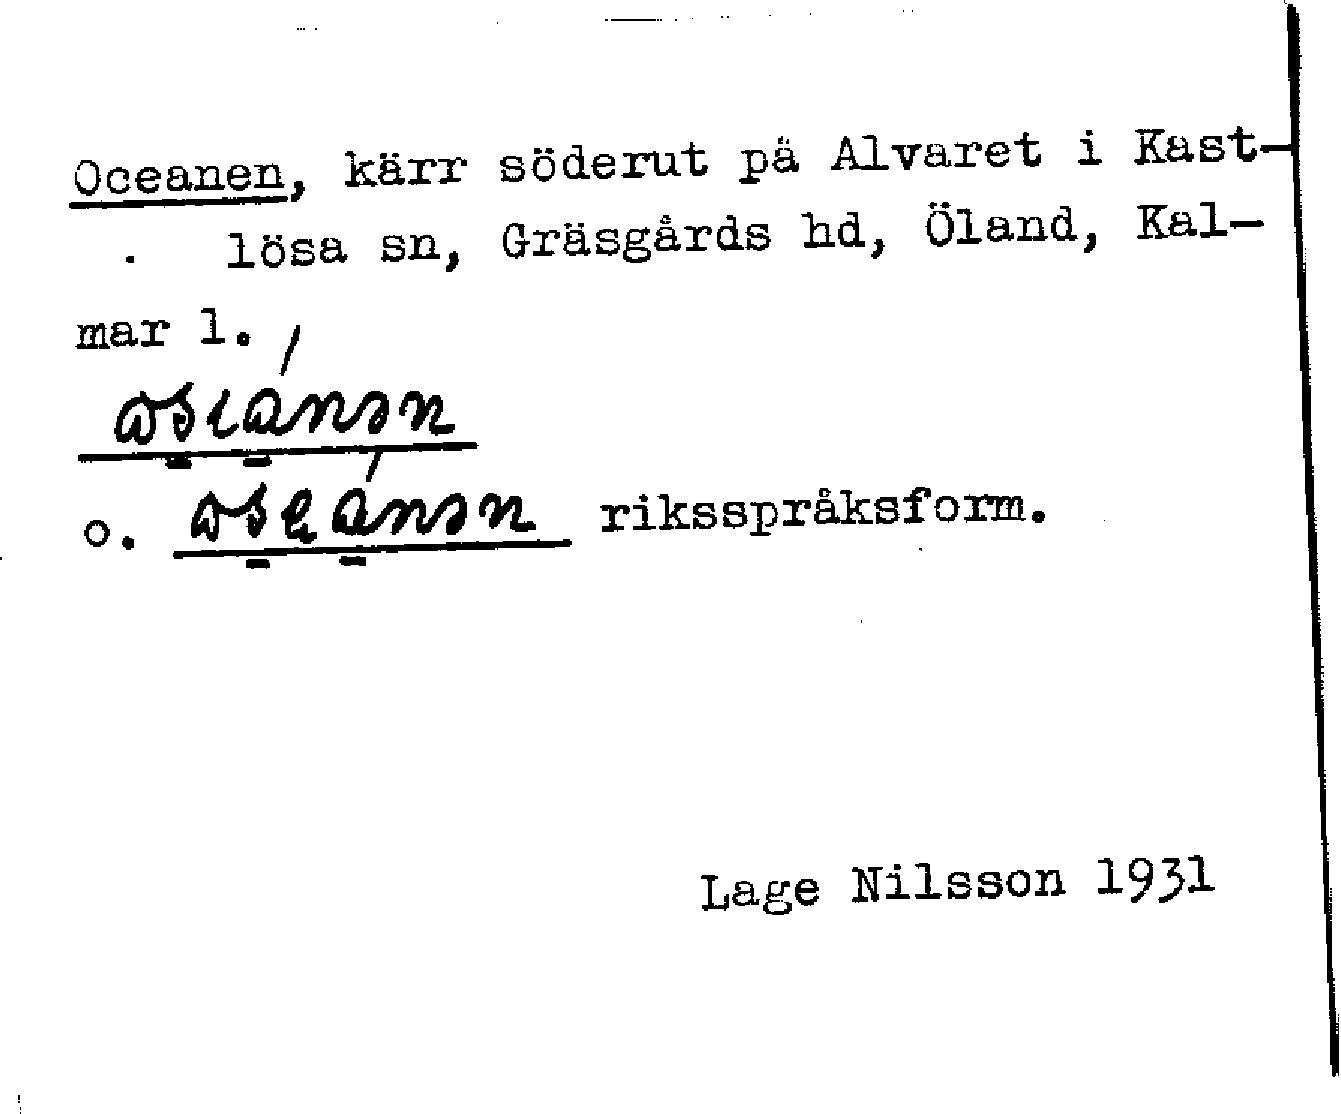 Oceanen, kärr söderut på Alvaret i Kast-
lösa sn, Gräsgårds hd, Öland, Kal-
mar l.
o. riksspråksform.
Lage Nilsson 1931